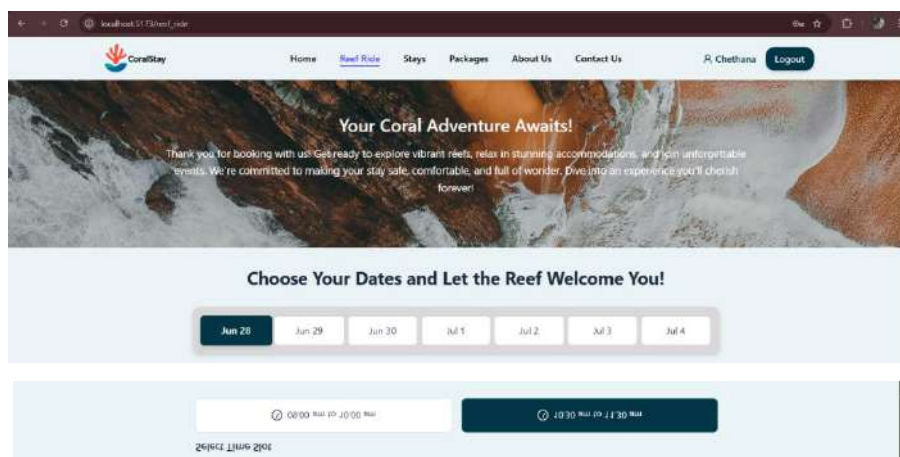 localhost:5173/reef_ride
CoralStay
Home Reef Ride Stays Packages About Us Contact Us
Chethana Logout
Your Coral Adventure Awaits!
Thank you for booking with us! Get ready to explore vibrant reefs, relax in stunning accommodations, and join unforgettable
events. We're committed to making your stay safe, comfortable, and full of wonder. Dive into an experience you'll cherish
forever!
Choose Your Dates and Let the Reef Welcome You!
Jun 28 Jun 29 Jun 30 Jul 1 Jul 2 Jul 3 Jul 4
Select Time Slot
09:00 am to 10:00 am 10:30 am to 11:30 am